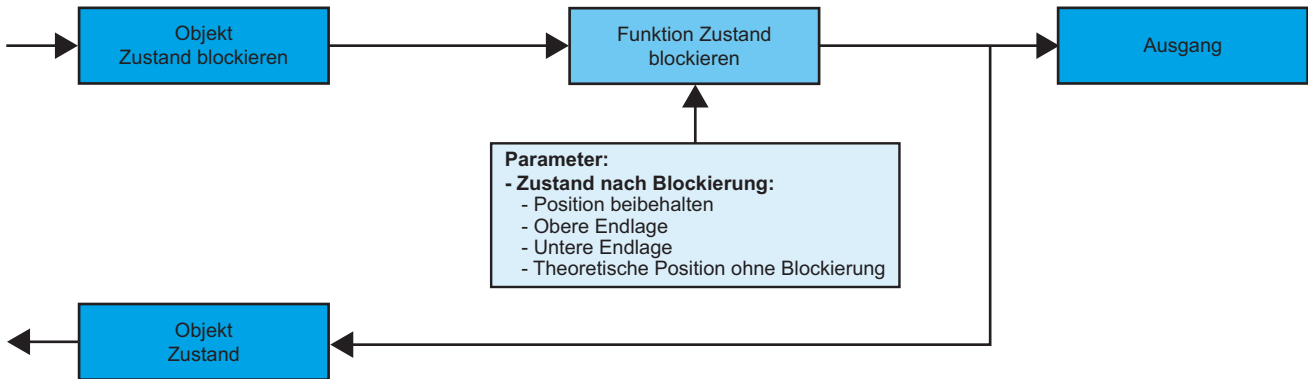 Objekt
Zustand blockieren
Funktion Zustand
blockieren
Ausgang
Parameter:
- Zustand nach Blockierung:
- Position beibehalten
- Obere Endlage
- Untere Endlage
- Theoretische Position ohne Blockierung
Objekt
Zustand